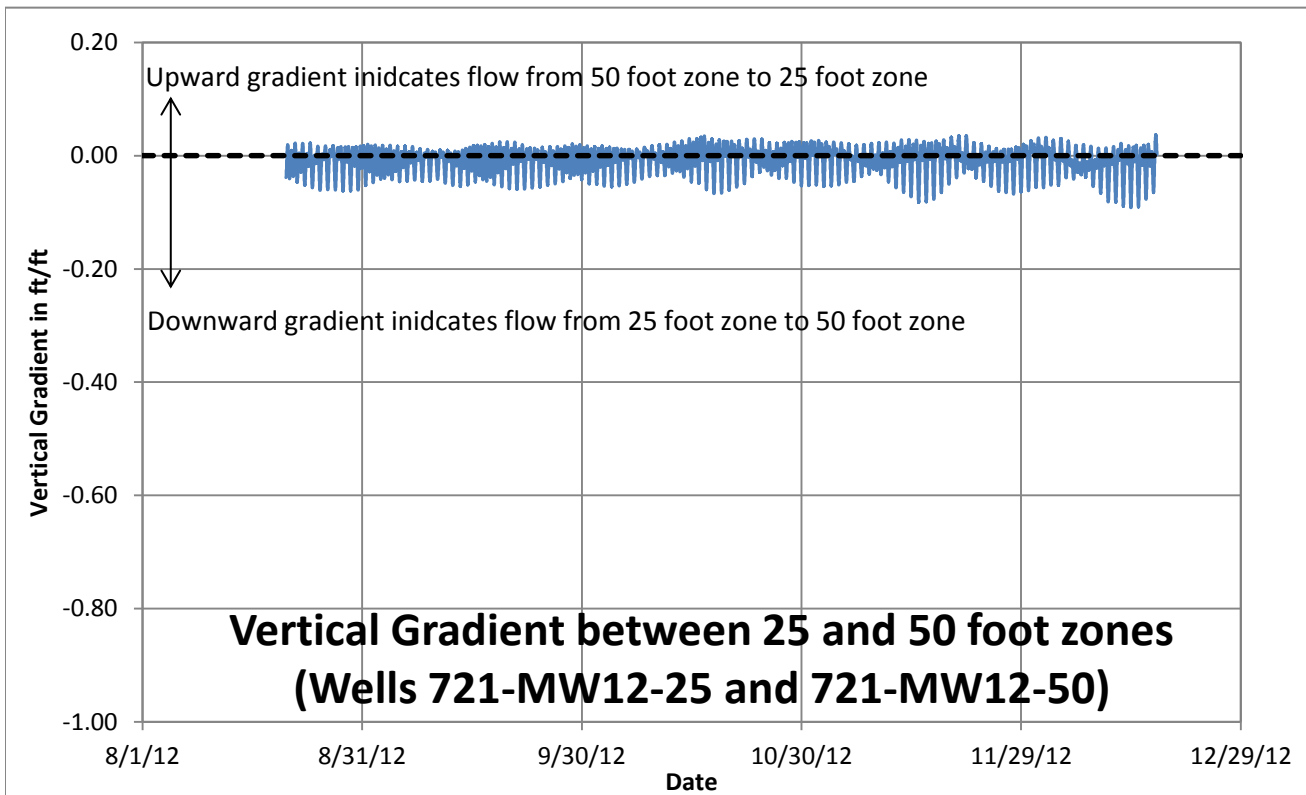 0.20
Upward gradient inidcates flow from 50 foot zone to 25 foot zone
0.00
-0.20
Downward gradient inidcates flow from 25 foot zone to 50 foot zone
-0.40
-0.60
-0.80
-1.00
Vertical Gradient in ft/ft
Vertical Gradient between 25 and 50 foot zones
(Wells 721-MW12-25 and 721-MW12-50)
8/1/12 8/31/12 9/30/12 10/30/12 11/29/12 12/29/12
Date